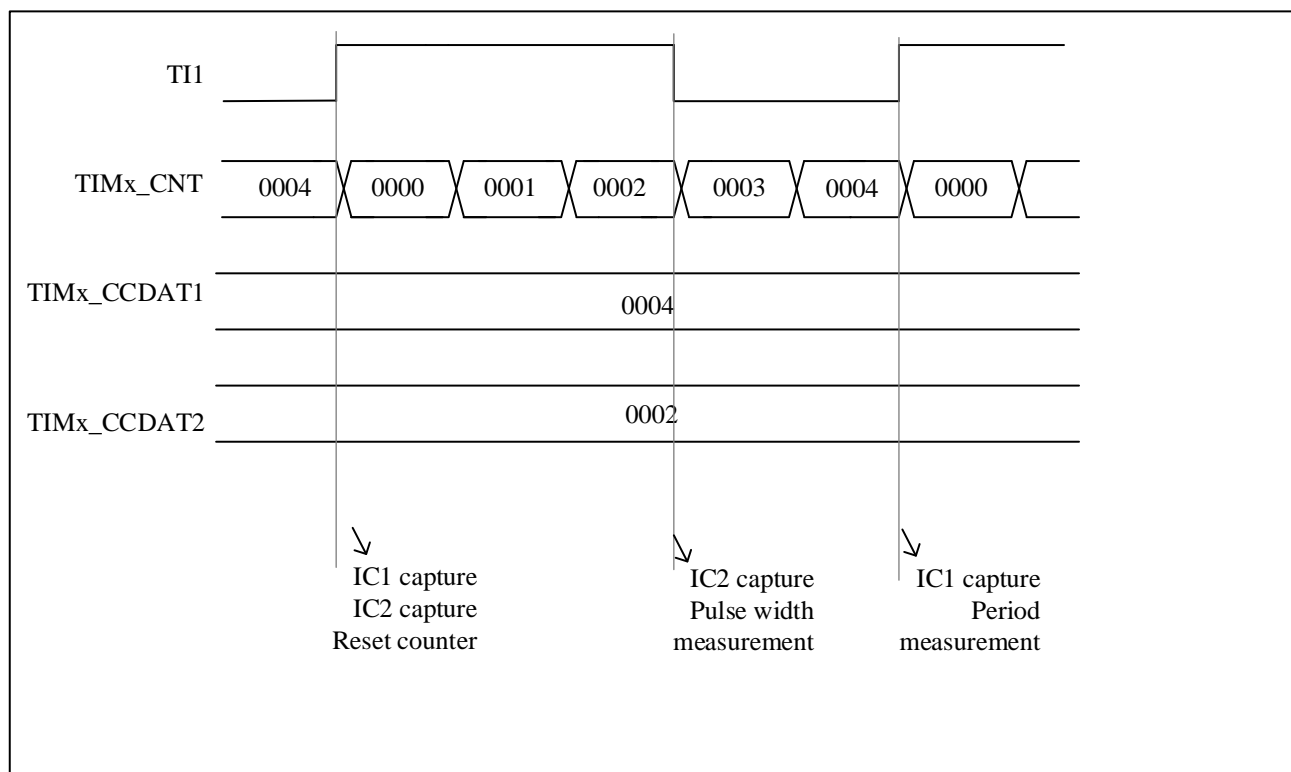 TI1
TIMx_CNT
0004 0000 0001 0002 0003 0004 0000
TIMx_CCDAT1
0004
TIMx_CCDAT2
0002
IC1 capture
IC2 capture
Reset counter
IC2 capture
Pulse width
measurement
IC1 capture
Period
measurement